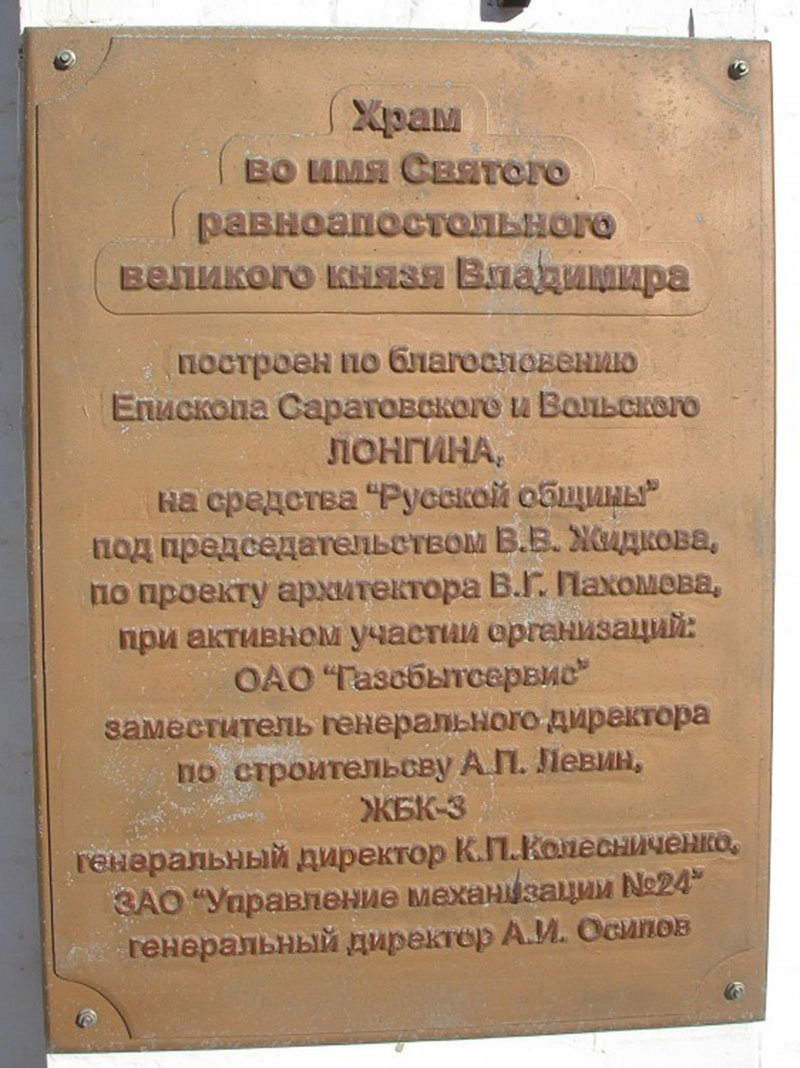 Храм
во имя Святого
равноапостольного
великого князя Владимира
построен по благословению
Епископа Саратовского и Вольского
ЛОНГИНА,
на средства “Русской общины”
под председательством В.В. Жидкова,
по проекту архитектора В.Г. Пахомова,
при активном участии организаций:
ОАО “Газсбытсервис”
заместитель генерального директора
по строительсву А.П. Левин,
ЖБК-3
генеральный директор К.П.Колесниченко,
ЗАО “Управление механизации №24”
генеральный директор А.И. Осипов